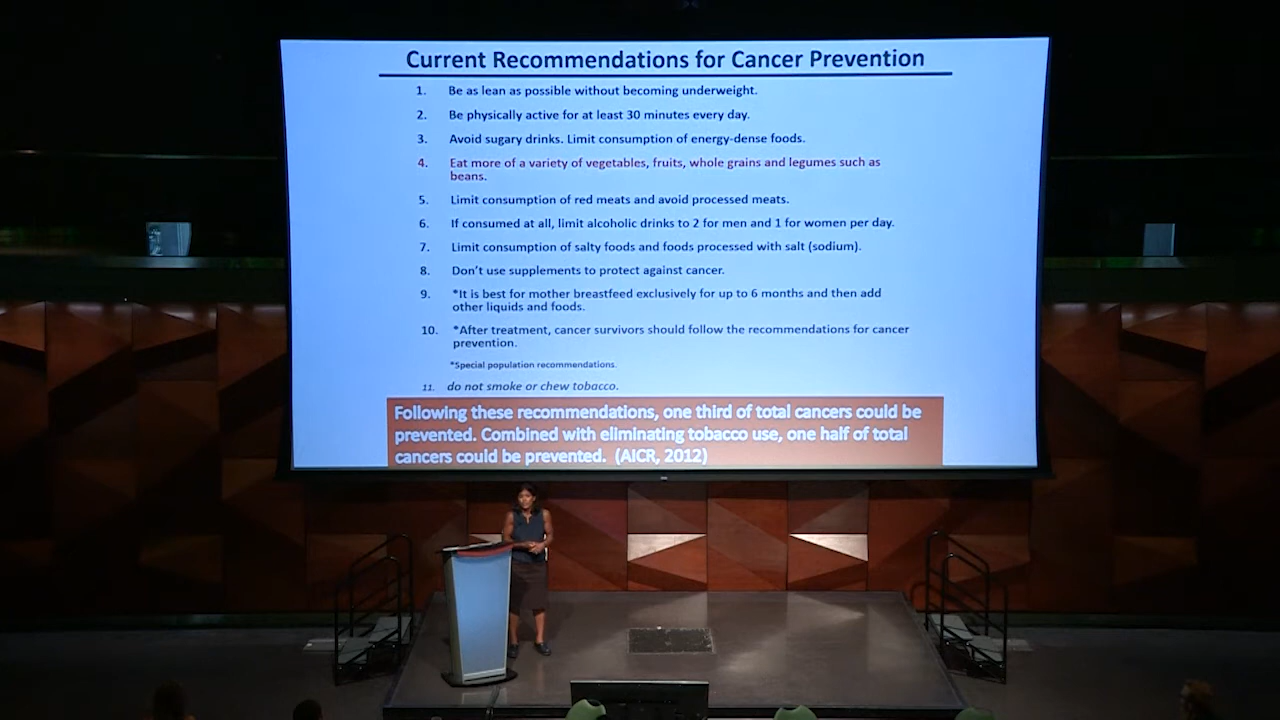 Current Recommendations for Cancer Prevention
1. Be as lean as possible without becoming underweight.
2. Be physically active for at least 30 minutes every day.
3. Avoid sugary drinks. Limit consumption of energy-dense foods.
4. Eat more of a variety of vegetables, fruits, whole grains and legumes such as
beans.
5. Limit consumption of red meats and avoid processed meats.
6. If consumed at all, limit alcoholic drinks to 2 for men and 1 for women per day.
7. Limit consumption of salty foods and foods processed with salt (sodium).
8. Don't use supplements to protect against cancer.
9. *It is best for mother breastfeed exclusively for up to 6 months and then add
other liquids and foods.
10. *After treatment, cancer survivors should follow the recommendations for cancer
prevention.
*Special population recommendations.
11. do not smoke or chew tobacco.
Following these recommendations, one third of total cancers could be
prevented. Combined with eliminating tobacco use, one half of total
cancers could be prevented. (AICR, 2012)